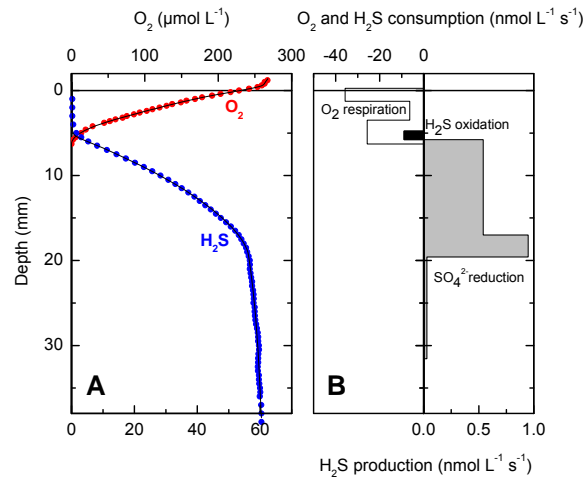 O₂ (µmol L⁻¹)
O₂ and H₂S consumption (nmol L⁻¹ s⁻¹)
0 100 200 300
-40 -20 0
0
10
20
30
Depth (mm)
O₂
H₂S
A
O₂ respiration
H₂S oxidation
SO₄²⁻ reduction
B
0 20 40 60
0.0 0.5 1.0
H₂S production (nmol L⁻¹ s⁻¹)